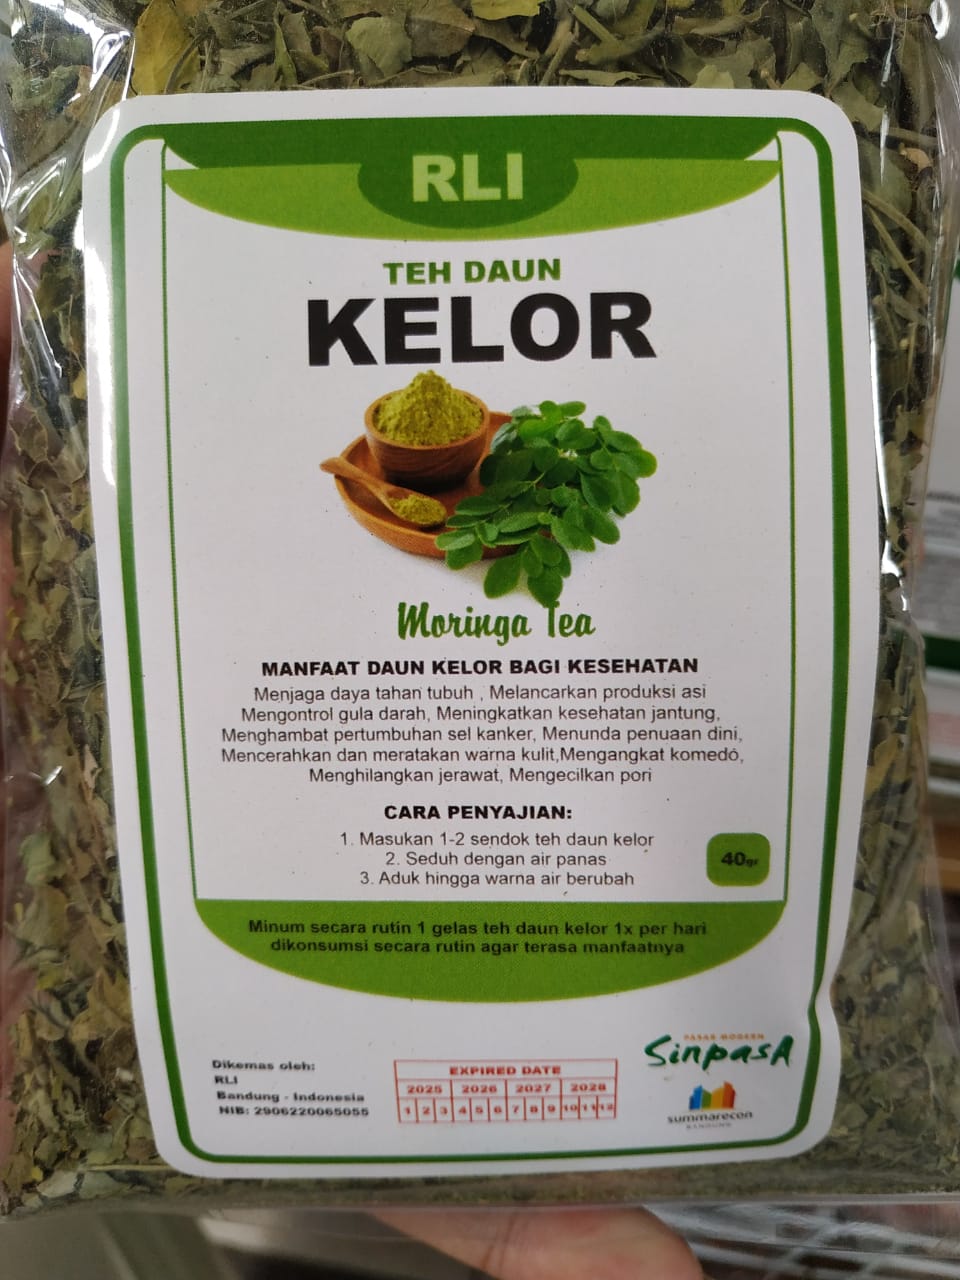 RLI
TEH DAUN
KELOR
Moringa Tea
MANFAAT DAUN KELOR BAGI KESEHATAN
Menjaga daya tahan tubuh , Melancarkan produksi asi
Mengontrol gula darah, Meningkatkan kesehatan jantung,
Menghambat pertumbuhan sel kanker, Menunda penuaan dini,
Mencerahkan dan meratakan warna kulit,Mengangkat komedo,
Menghilangkan jerawat, Mengecilkan pori
CARA PENYAJIAN:
1. Masukan 1-2 sendok teh daun kelor
2. Seduh dengan air panas
3. Aduk hingga warna air berubah
40gr
Minum secara rutin 1 gelas teh daun kelor 1x per hari
dikonsumsi secara rutin agar terasa manfaatnya
Dikemas oleh:
RLI
Bandung - Indonesia
NIB: 2906220065055
EXPIRED DATE
2025 2026 2027 2028
1 2 3 4 5 6 7 8 9 10 11 12
PASAR MODERN
SinpasA
summarecon
BANDUNG